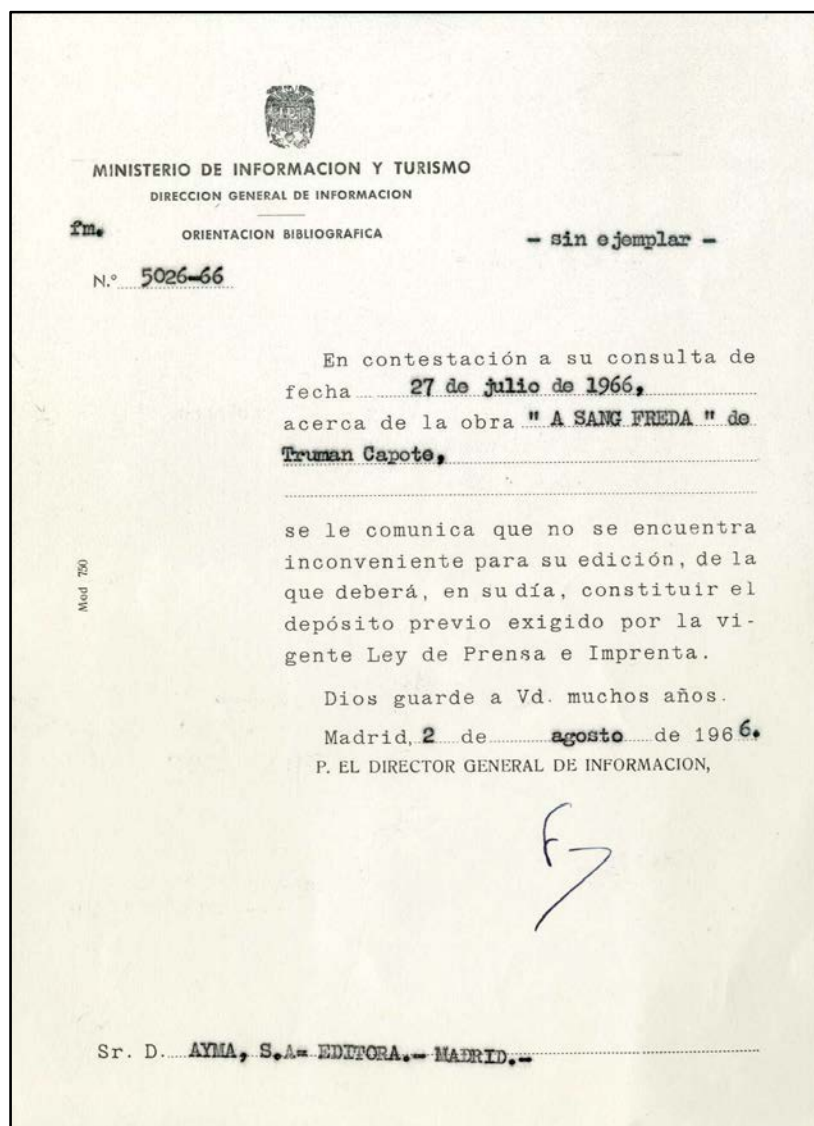 MINISTERIO DE INFORMACION Y TURISMO
DIRECCION GENERAL DE INFORMACION
fm.
ORIENTACION BIBLIOGRAFICA
- sin ejemplar -
N.º 5026-66
En contestación a su consulta de
fecha 27 de julio de 1966,
acerca de la obra " A SANG FREDA " de
Truman Capote,
se le comunica que no se encuentra
inconveniente para su edición, de la
que deberá, en su día, constituir el
depósito previo exigido por la vi-
gente Ley de Prensa e Imprenta.
Mod 750
Dios guarde a Vd. muchos años.
Madrid, 2 de agosto de 1966.
P. EL DIRECTOR GENERAL DE INFORMACION,
Sr. D. AYMA, S.A= EDITORA.- MADRID.-